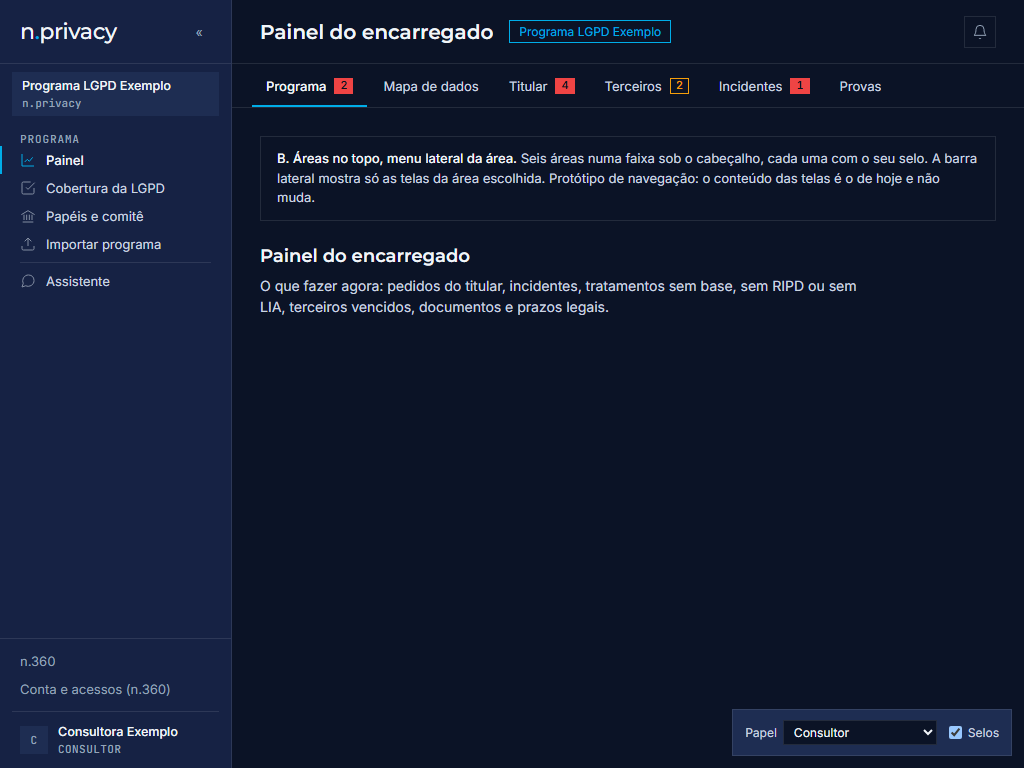 n.privacy
«
Programa LGPD Exemplo
n.privacy
PROGRAMA
Painel
Cobertura da LGPD
Papéis e comitê
Importar programa
Assistente
n.360
Conta e acessos (n.360)
C
Consultora Exemplo
CONSULTOR
Painel do encarregado
Programa LGPD Exemplo
Programa 2 Mapa de dados Titular 4 Terceiros 2 Incidentes 1 Provas
B. Áreas no topo, menu lateral da área. Seis áreas numa faixa sob o cabeçalho, cada uma com o seu selo. A barra
lateral mostra só as telas da área escolhida. Protótipo de navegação: o conteúdo das telas é o de hoje e não
muda.
Painel do encarregado
O que fazer agora: pedidos do titular, incidentes, tratamentos sem base, sem RIPD ou sem
LIA, terceiros vencidos, documentos e prazos legais.
Papel Consultor Selos